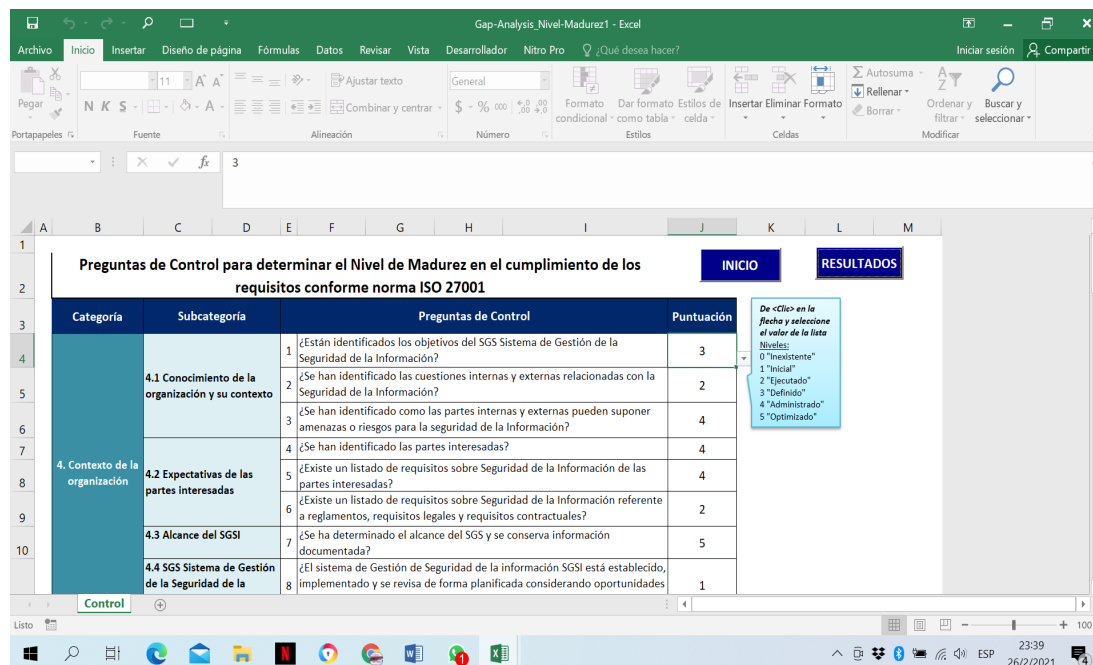 Gap-Analysis_Nivel-Madurez1 - Excel
Archivo Inicio Insertar Diseño de página Fórmulas Datos Revisar Vista Desarrollador Nitro Pro ¿Qué desea hacer? Iniciar sesión Compartir
Pegar
11
N K S
Ajustar texto
Combinar y centrar
General
$ % 000
Formato condicional
Dar formato como tabla
Estilos de celda
Insertar Eliminar Formato
Autosuma
Rellenar
Borrar
Ordenar y filtrar
Buscar y seleccionar
Portapapeles Fuente Alineación Número Estilos Celdas Modificar
fx 3
A B C D E F G H I J K L M
1
2
Preguntas de Control para determinar el Nivel de Madurez en el cumplimiento de los
requisitos conforme norma ISO 27001
INICIO RESULTADOS
3 Categoría Subcategoría Preguntas de Control Puntuación
De <Clic> en la
flecha y seleccione
el valor de la lista
Niveles:
0 "Inexistente"
1 "Inicial"
2 "Ejecutado"
3 "Definido"
4 "Administrado"
5 "Optimizado"
4. Contexto de la
organización
4.1 Conocimiento de la
organización y su contexto
4 1 ¿Están identificados los objetivos del SGS Sistema de Gestión de la
Seguridad de la Información? 3
5 2 ¿Se han identificado las cuestiones internas y externas relacionadas con la
Seguridad de la Información? 2
6 3 ¿Se han identificado como las partes internas y externas pueden suponer
amenazas o riesgos para la seguridad de la Información? 4
4.2 Expectativas de las
partes interesadas
7 4 ¿Se han identificado las partes interesadas? 4
8 5 ¿Existe un listado de requisitos sobre Seguridad de la Información de las
partes interesadas? 4
9 6 ¿Existe un listado de requisitos sobre Seguridad de la Información referente
a reglamentos, requisitos legales y requisitos contractuales? 2
4.3 Alcance del SGSI
10 7 ¿Se ha determinado el alcance del SGS y se conserva información
documentada? 5
4.4 SGS Sistema de Gestión
de la Seguridad de la
8 ¿El sistema de Gestión de Seguridad de la información SGSI está establecido,
implementado y se revisa de forma planificada considerando oportunidades 1
Control
Listo 100
ESP
23:39
26/2/2021